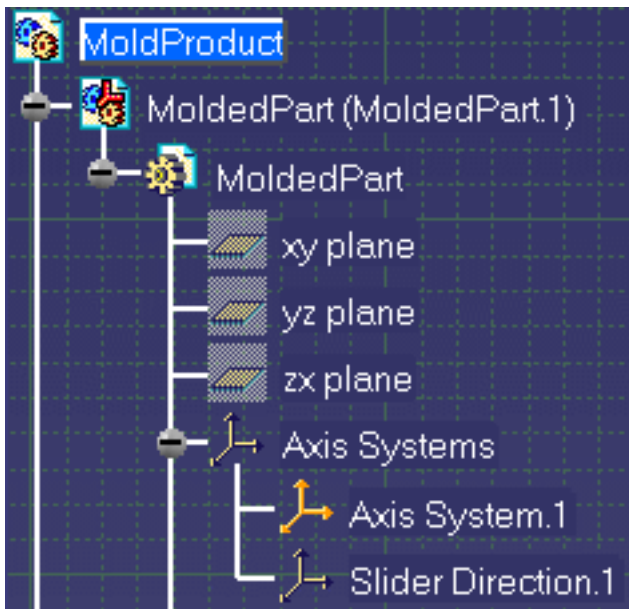 MoldProduct
MoldedPart (MoldedPart.1)
MoldedPart
xy plane
yz plane
zx plane
Axis Systems
Axis System.1
Slider Direction.1